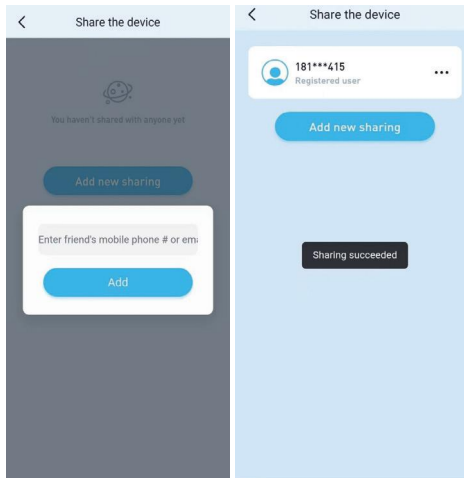 Share the device
You haven't shared with anyone yet
Add new sharing
Enter friend's mobile phone # or ema
Add
Share the device
181***415
Registered user
Add new sharing
Sharing succeeded